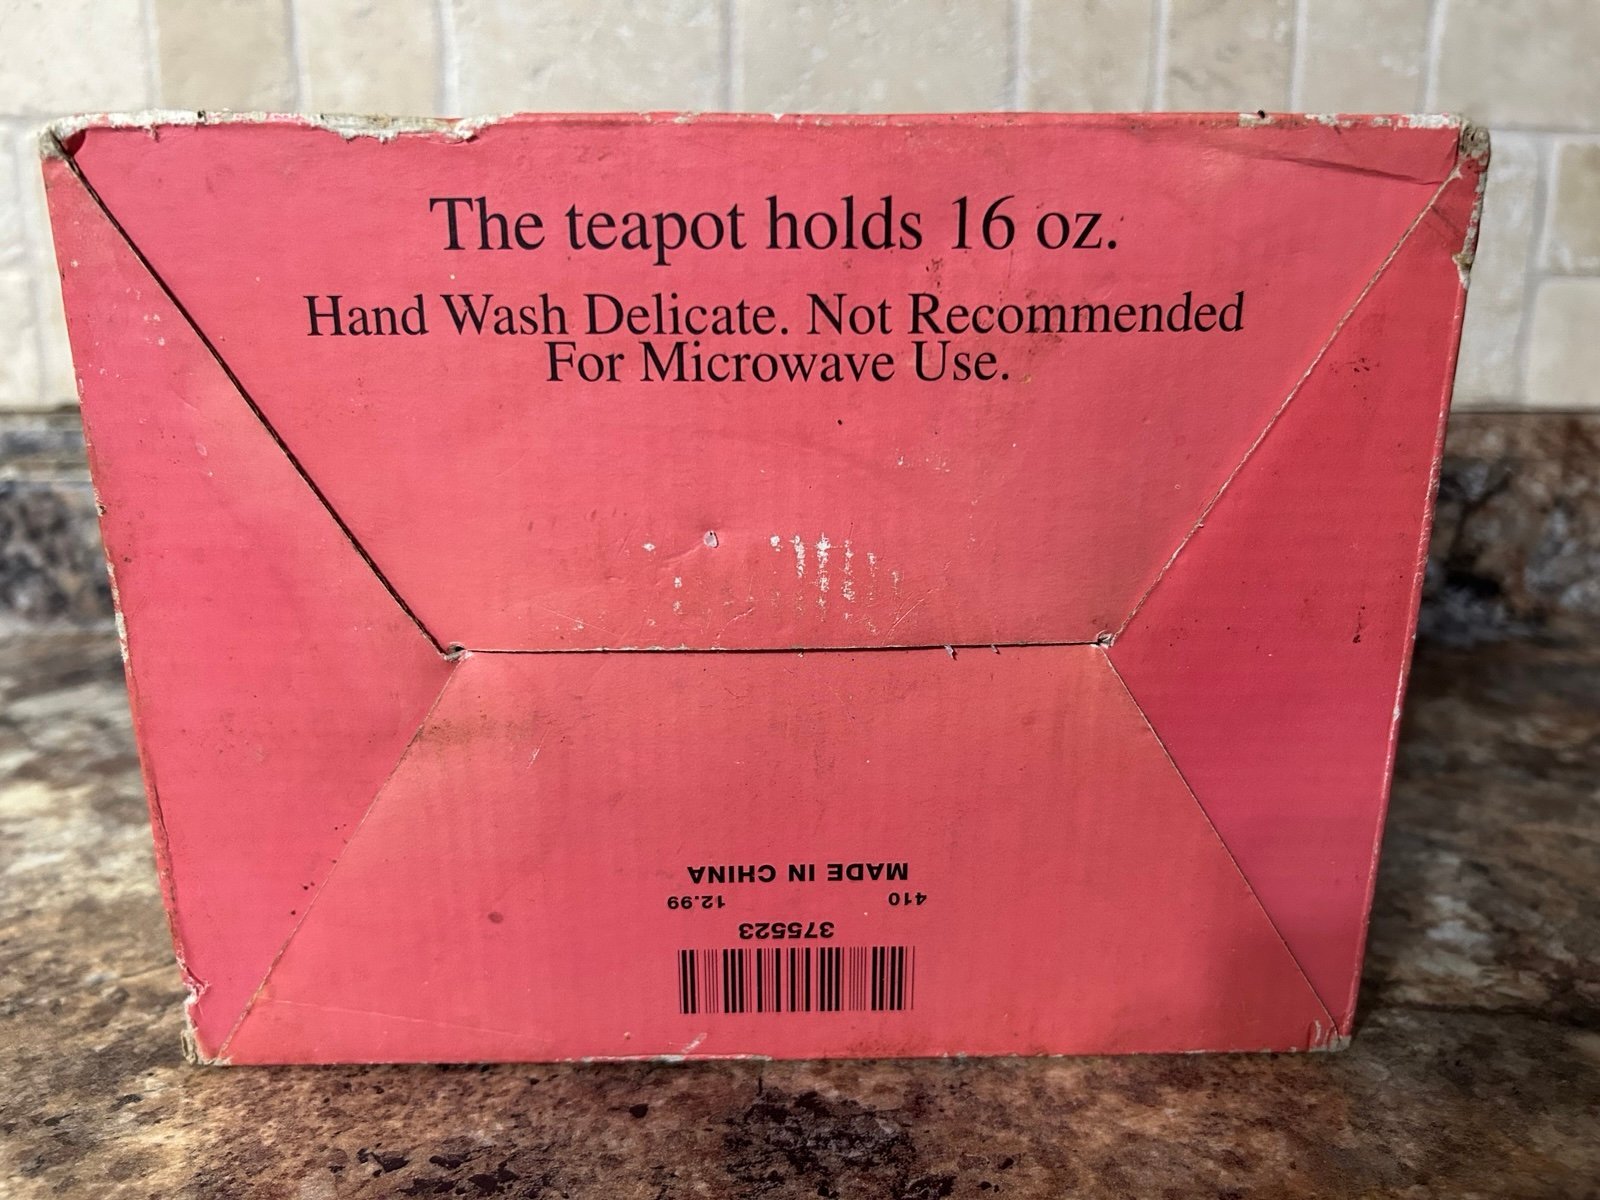 The teapot holds 16 oz.
Hand Wash Delicate. Not Recommended
For Microwave Use.
375523
410 12.99
MADE IN CHINA